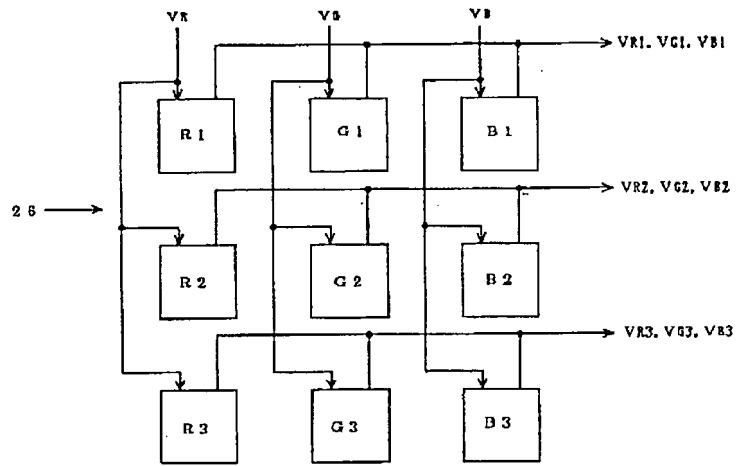 VR VG VB
VR1, VG1, VB1
R1 G1 B1
26
VR2, VG2, VB2
R2 G2 B2
VR3, VG3, VB3
R3 G3 B3